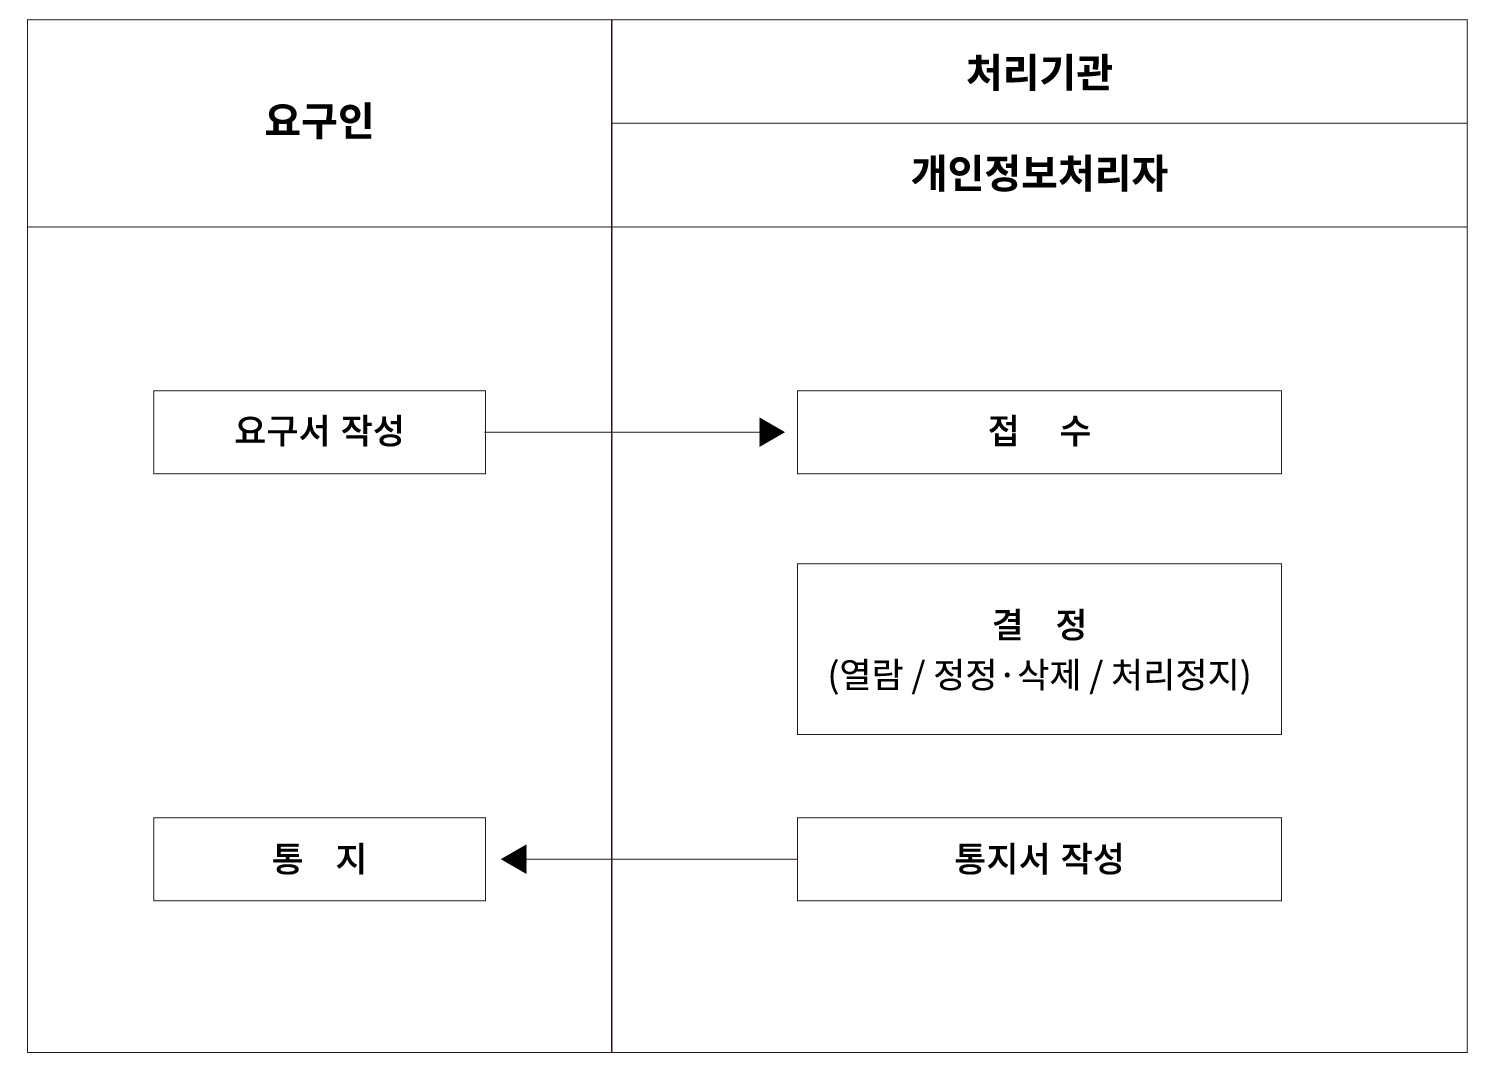 요구인
처리기관
개인정보처리자
요구서 작성
접 수
결 정
(열람 / 정정·삭제 / 처리정지)
통 지
통지서 작성